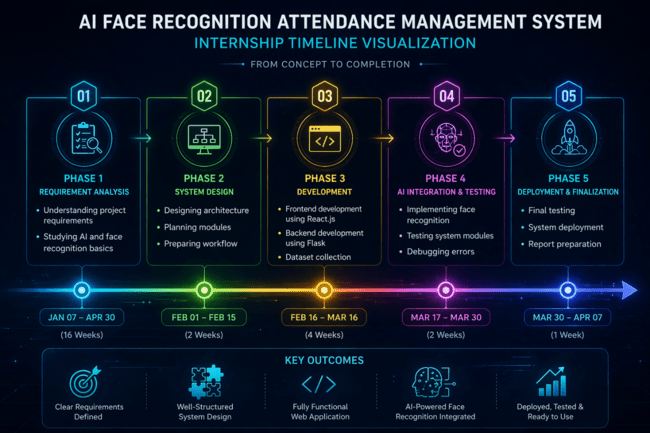 AI FACE RECOGNITION ATTENDANCE MANAGEMENT SYSTEM
INTERNSHIP TIMELINE VISUALIZATION
FROM CONCEPT TO COMPLETION
01
PHASE 1
REQUIREMENT ANALYSIS
• Understanding project
requirements
• Studying AI and face
recognition basics
02
PHASE 2
SYSTEM DESIGN
• Designing architecture
• Planning modules
• Preparing workflow
03
</>
PHASE 3
DEVELOPMENT
• Frontend development
using React.js
• Backend development
using Flask
• Dataset collection
04
PHASE 4
AI INTEGRATION & TESTING
• Implementing face
recognition
• Testing system modules
• Debugging errors
05
PHASE 5
DEPLOYMENT & FINALIZATION
• Final testing
• System deployment
• Report preparation
JAN 07 – APR 30
(16 Weeks)
FEB 01 – FEB 15
(2 Weeks)
FEB 16 – MAR 16
(4 Weeks)
MAR 17 – MAR 30
(2 Weeks)
MAR 30 – APR 07
(1 Week)
KEY OUTCOMES
Clear Requirements
Defined
Well-Structured
System Design
</>
Fully Functional
Web Application
AI
AI-Powered Face
Recognition Integrated
Deployed, Tested &
Ready to Use